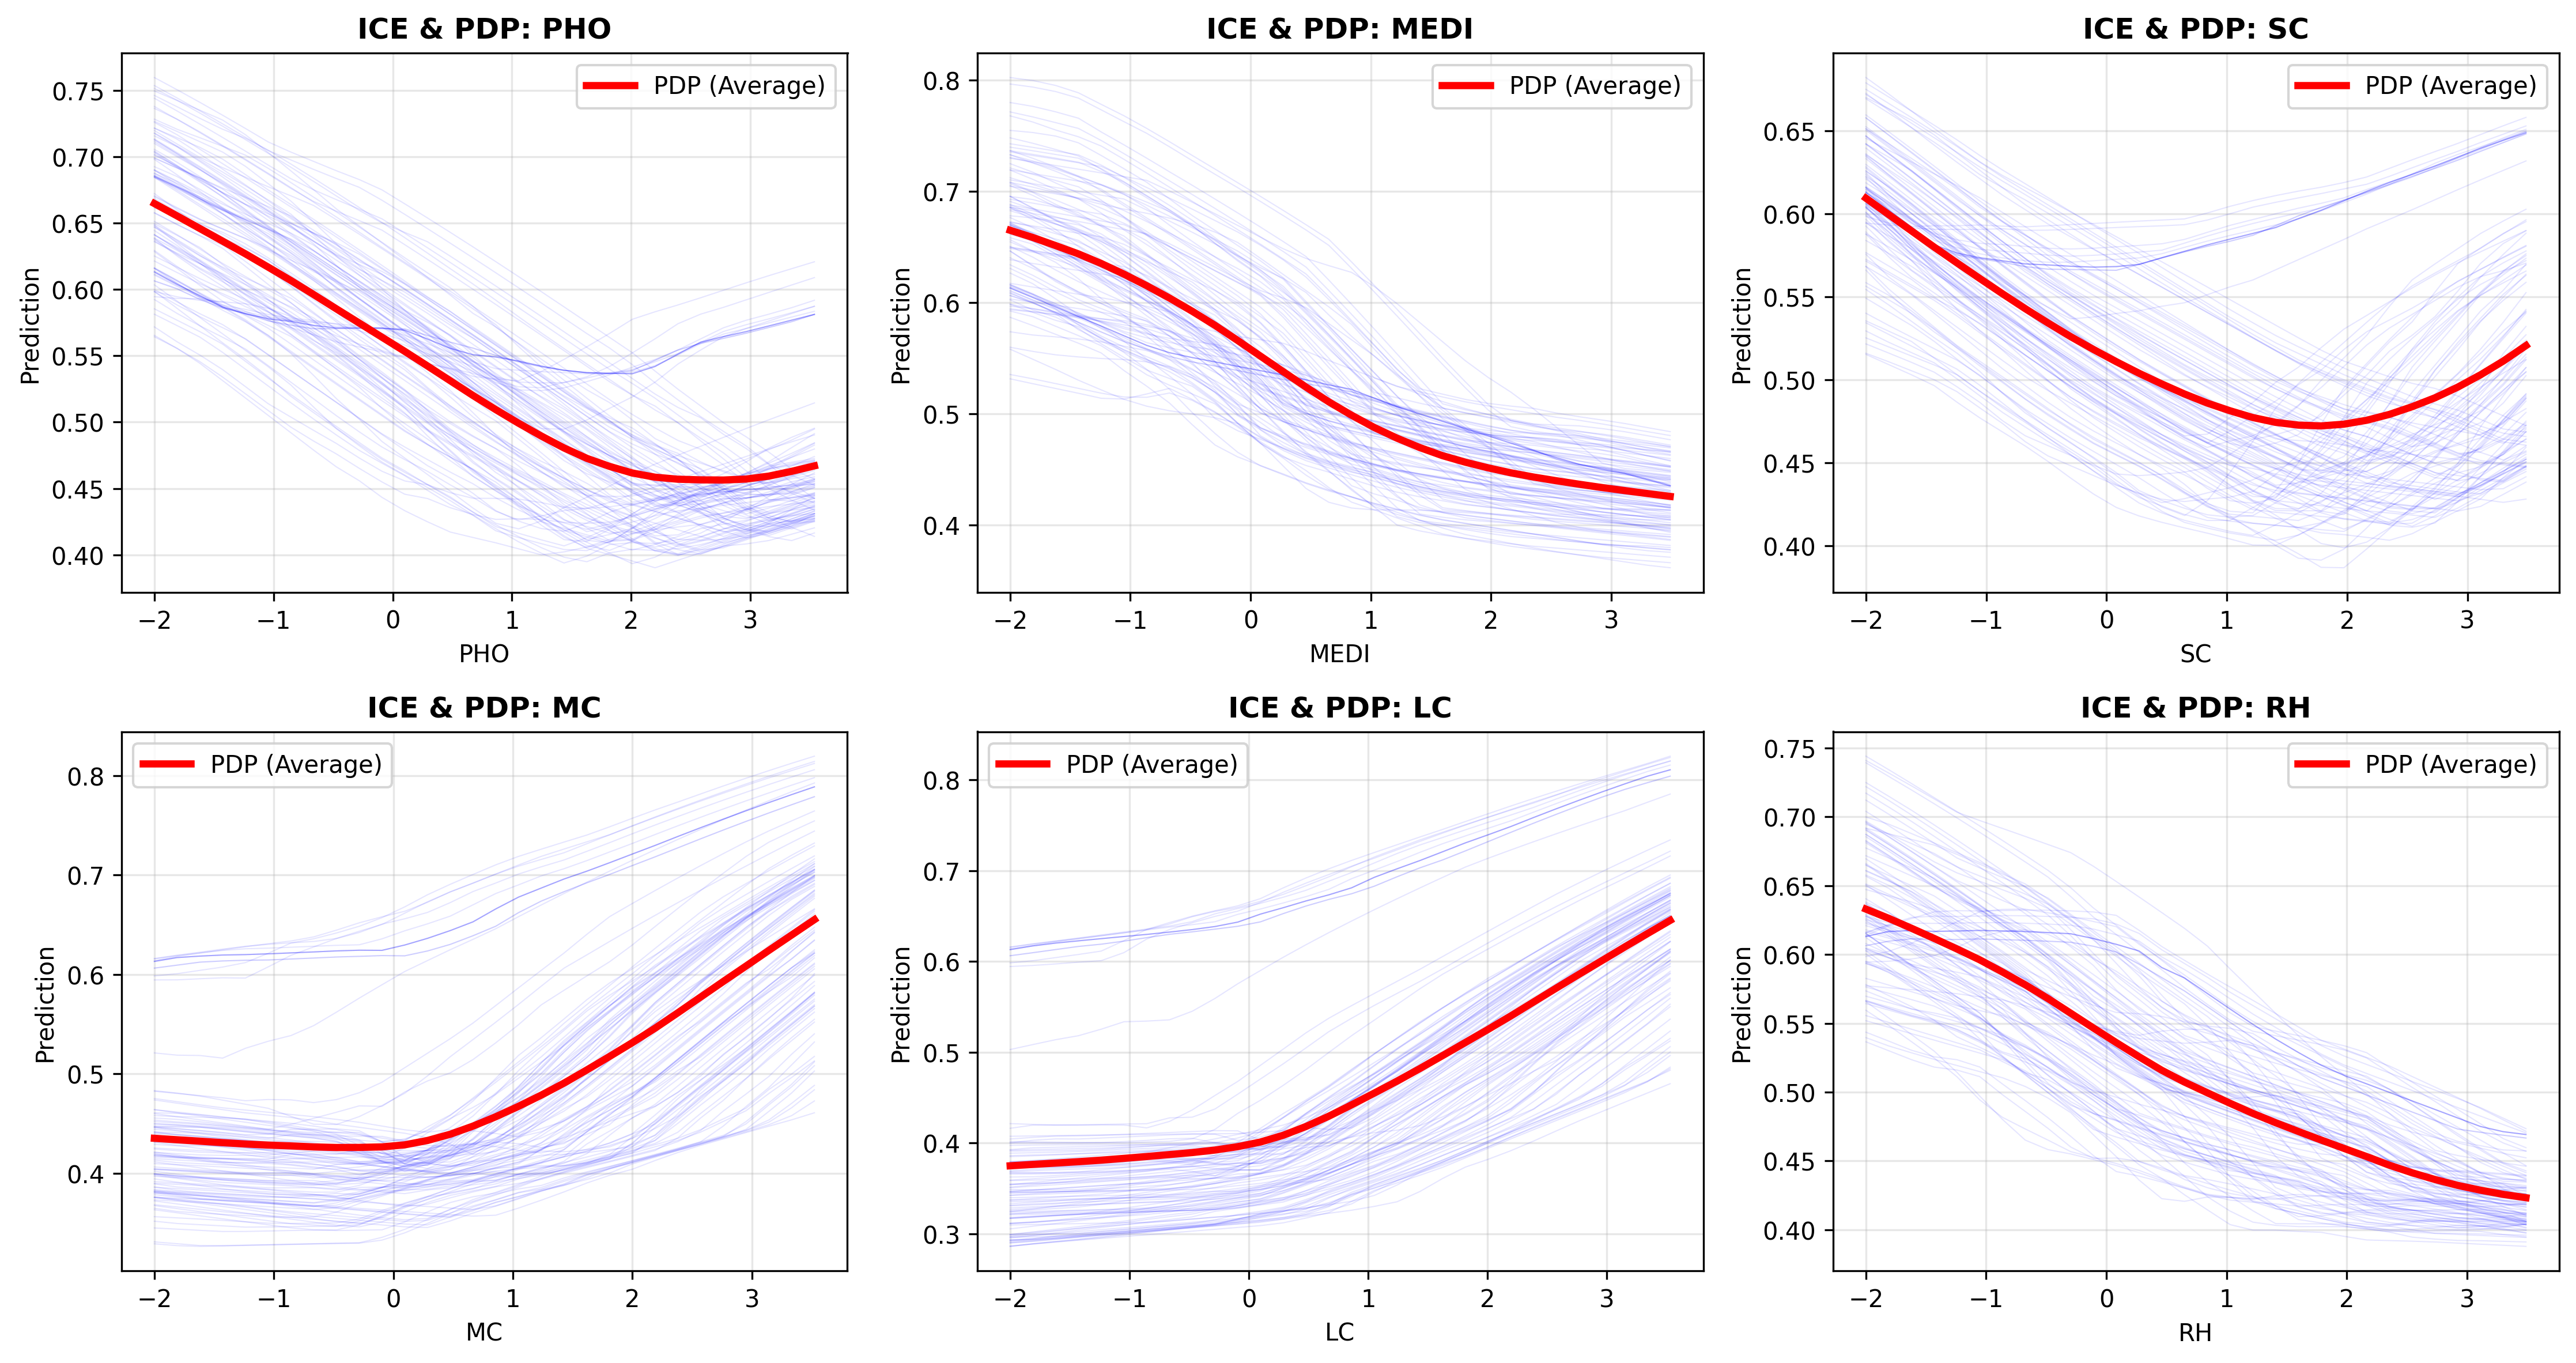 ICE & PDP: PHO
PDP (Average)
0.75
0.70
0.65
0.60
0.55
0.50
0.45
0.40
Prediction
−2 −1 0 1 2 3
PHO
ICE & PDP: MEDI
PDP (Average)
0.8
0.7
0.6
0.5
0.4
Prediction
−2 −1 0 1 2 3
MEDI
ICE & PDP: SC
PDP (Average)
0.65
0.60
0.55
0.50
0.45
0.40
Prediction
−2 −1 0 1 2 3
SC
ICE & PDP: MC
PDP (Average)
0.8
0.7
0.6
0.5
0.4
Prediction
−2 −1 0 1 2 3
MC
ICE & PDP: LC
PDP (Average)
0.8
0.7
0.6
0.5
0.4
0.3
Prediction
−2 −1 0 1 2 3
LC
ICE & PDP: RH
PDP (Average)
0.75
0.70
0.65
0.60
0.55
0.50
0.45
0.40
Prediction
−2 −1 0 1 2 3
RH